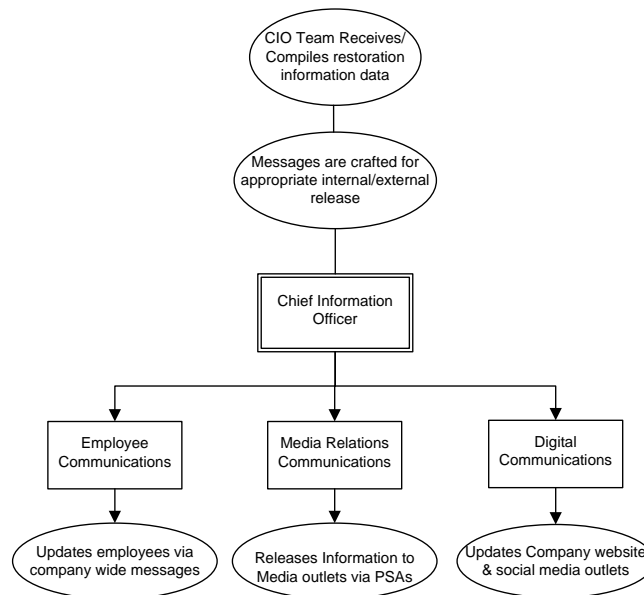 CIO Team Receives/
Compiles restoration
information data
Messages are crafted for
appropriate internal/external
release
Chief Information
Officer
Employee
Communications
Media Relations
Communications
Digital
Communications
Updates employees via
company wide messages
Releases Information to
Media outlets via PSAs
Updates Company website
& social media outlets